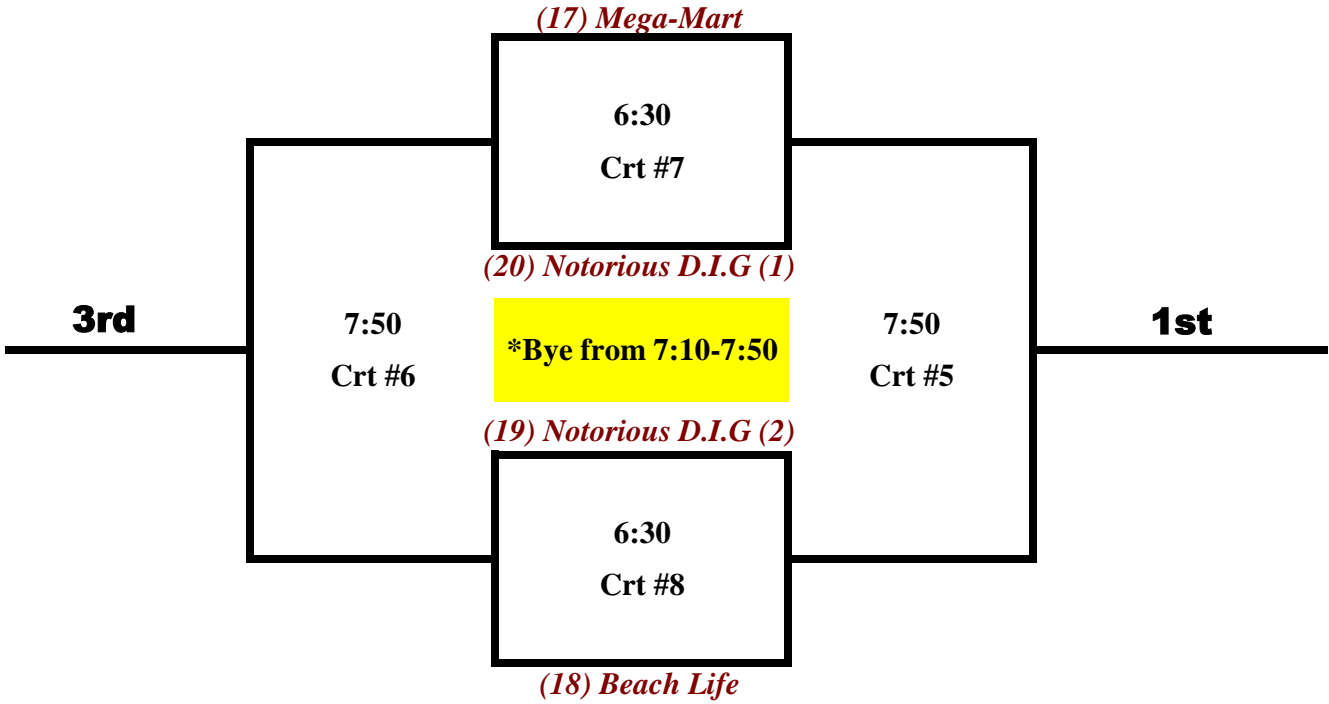 (17) Mega-Mart
6:30
Crt #7
(20) Notorious D.I.G (1)
3rd
7:50
Crt #6
*Bye from 7:10-7:50
7:50
Crt #5
1st
(19) Notorious D.I.G (2)
6:30
Crt #8
(18) Beach Life